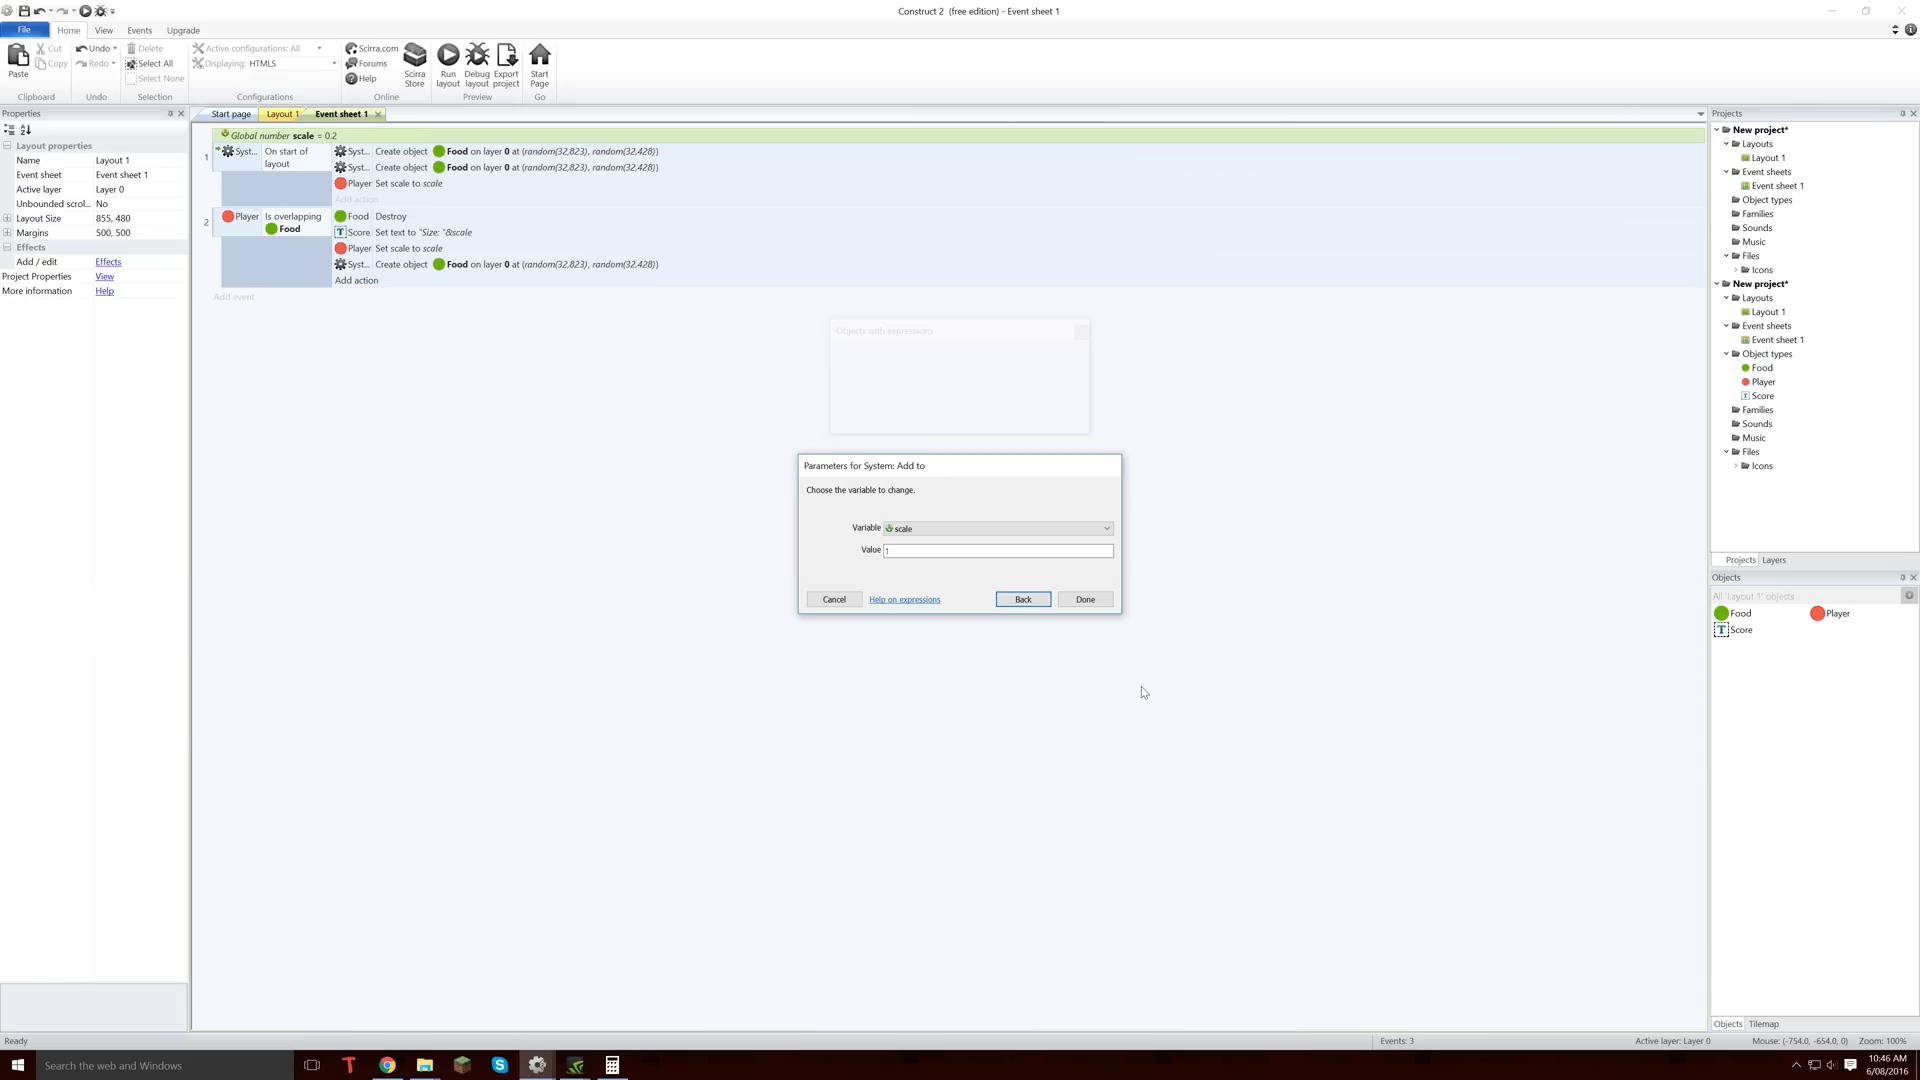 Construct 2 (free edition) - Event sheet 1
File Home View Events Upgrade
Paste
Cut
Copy
Clipboard
Undo
Redo
Undo
Delete
Select All
Select None
Selection
Active configurations: All
Displaying: HTML5
Configurations
Scirra.com
Forums
Help
Scirra Store
Online
Run layout
Debug layout
Export project
Preview
Start Page
Go
Properties
Layout properties
Name Layout 1
Event sheet Event sheet 1
Active layer Layer 0
Unbounded scrol... No
Layout Size 855, 480
Margins 500, 500
Effects
Add / edit Effects
Project Properties View
More information Help
Start page Layout 1 Event sheet 1
Global number scale = 0.2
1 Syst... On start of layout
Syst... Create object Food on layer 0 at (random(32,823), random(32,428))
Syst... Create object Food on layer 0 at (random(32,823), random(32,428))
Player Set scale to scale
Add action
2 Player Is overlapping Food
Food Destroy
Score Set text to "Size: "&scale
Player Set scale to scale
Syst... Create object Food on layer 0 at (random(32,823), random(32,428))
Add action
Add event
Objects with expressions
Parameters for System: Add to
Choose the variable to change.
Variable scale
Value 1
Cancel Help on expressions Back Done
Projects
New project*
Layouts
Layout 1
Event sheets
Event sheet 1
Object types
Families
Sounds
Music
Files
Icons
New project*
Layouts
Layout 1
Event sheets
Event sheet 1
Object types
Food
Player
Score
Families
Sounds
Music
Files
Icons
Projects Layers
Objects
All 'Layout 1' objects
Food Player
Score
Objects Tilemap
Ready Events: 3 Active layer: Layer 0 Mouse: (-754.0, -654.0, 0) Zoom: 100%
Search the web and Windows
10:46 AM
6/08/2016